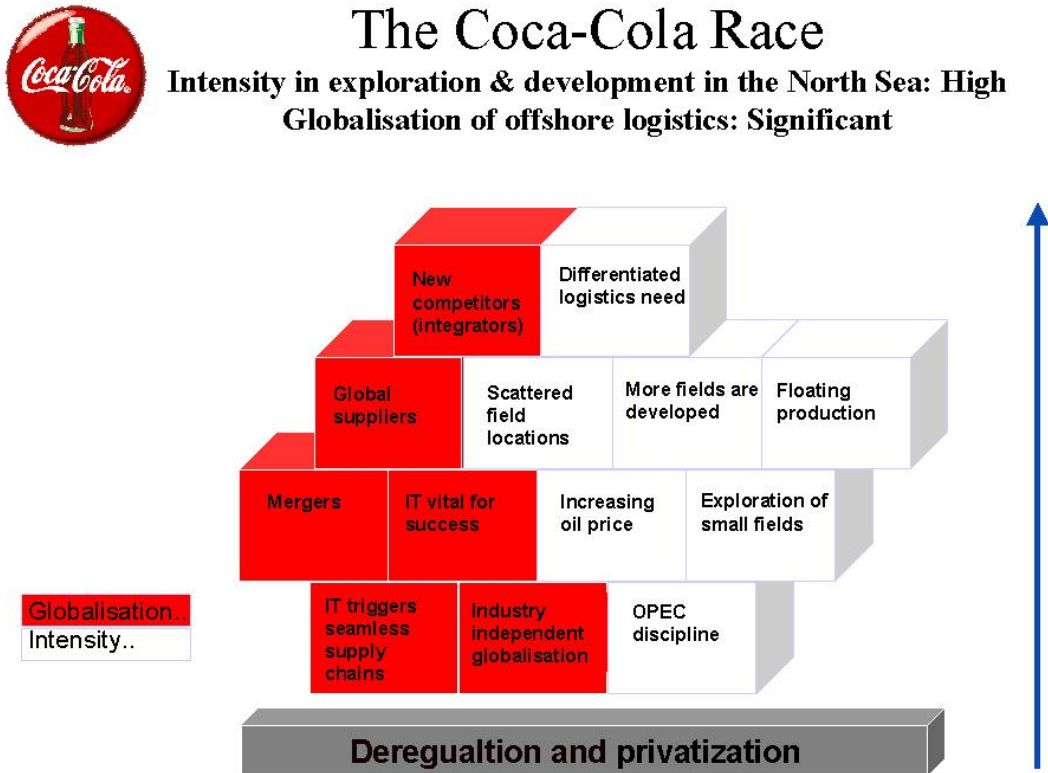 Coca-Cola
The Coca-Cola Race
Intensity in exploration & development in the North Sea: High
Globalisation of offshore logistics: Significant
New
competitors
(integrators)
Differentiated
logistics need
Global
suppliers
Scattered
field
locations
More fields are
developed
Floating
production
Mergers
IT vital for
success
Increasing
oil price
Exploration of
small fields
IT triggers
seamless
supply
chains
Industry
independent
globalisation
OPEC
discipline
Globalisation..
Intensity..
Deregualtion and privatization